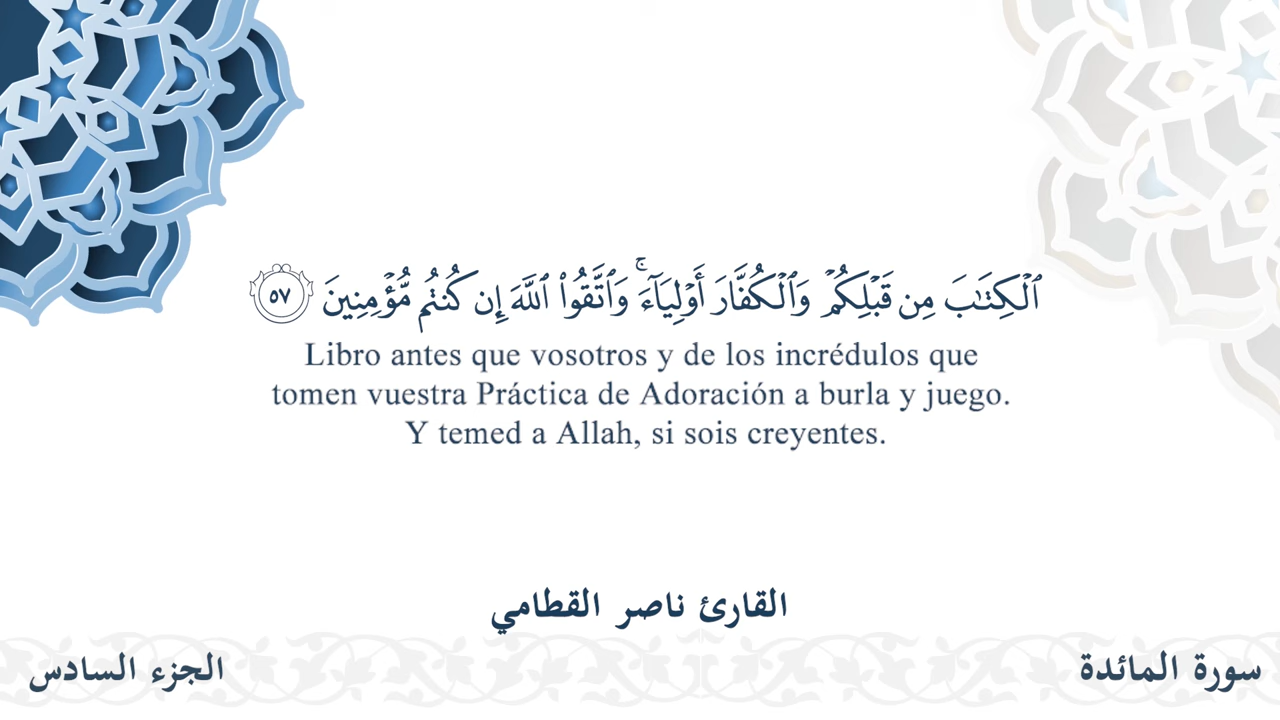 ٱلْكِتَـٰبَ مِن قَبْلِكُمْ وَٱلْكُفَّارَ أَوْلِيَآءَ ۚ وَٱتَّقُوا۟ ٱللَّهَ إِن كُنتُم مُّؤْمِنِينَ ٥٧
Libro antes que vosotros y de los incrédulos que
tomen vuestra Práctica de Adoración a burla y juego.
Y temed a Allah, si sois creyentes.
القارئ ناصر القطامي
سورة المائدة
الجزء السادس